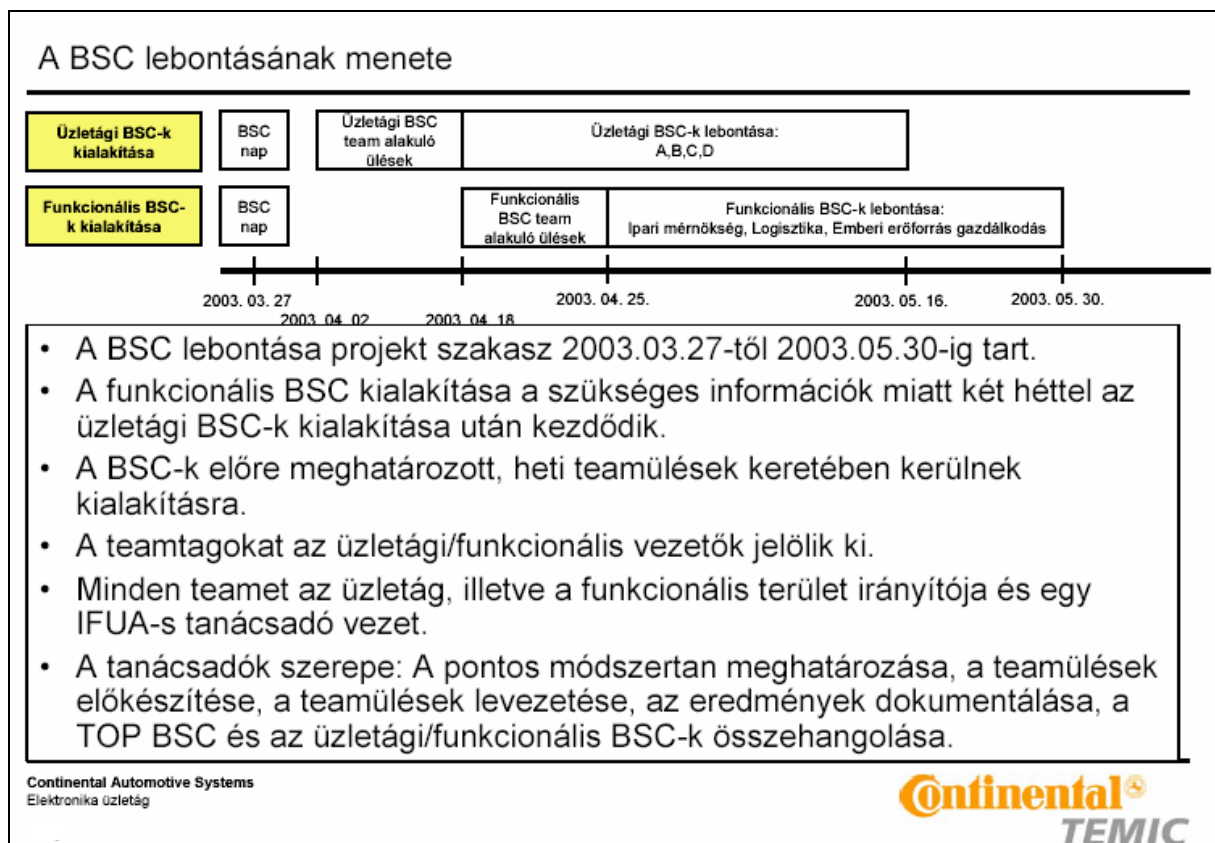 A BSC lebontásának menete
Üzletági BSC-k
kialakítása
BSC
nap
Üzletági BSC
team alakuló
ülések
Üzletági BSC-k lebontása:
A,B,C,D
Funkcionális BSC-
k kialakítása
BSC
nap
Funkcionális
BSC team
alakuló ülések
Funkcionális BSC-k lebontása:
Ipari mérnökség, Logisztika, Emberi erőforrás gazdálkodás
2003. 03. 27
2003. 04. 02
2003. 04. 18
2003. 04. 25.
2003. 05. 16.
2003. 05. 30.
• A BSC lebontása projekt szakasz 2003.03.27-től 2003.05.30-ig tart.
• A funkcionális BSC kialakítása a szükséges információk miatt két héttel az
üzletági BSC-k kialakítása után kezdődik.
• A BSC-k előre meghatározott, heti teamülések keretében kerülnek
kialakításra.
• A teamtagokat az üzletági/funkcionális vezetők jelölik ki.
• Minden teamet az üzletág, illetve a funkcionális terület irányítója és egy
IFUA-s tanácsadó vezet.
• A tanácsadók szerepe: A pontos módszertan meghatározása, a teamülések
előkészítése, a teamülések levezetése, az eredmények dokumentálása, a
TOP BSC és az üzletági/funkcionális BSC-k összehangolása.
Continental Automotive Systems
Elektronika üzletág
Continental®
TEMIC